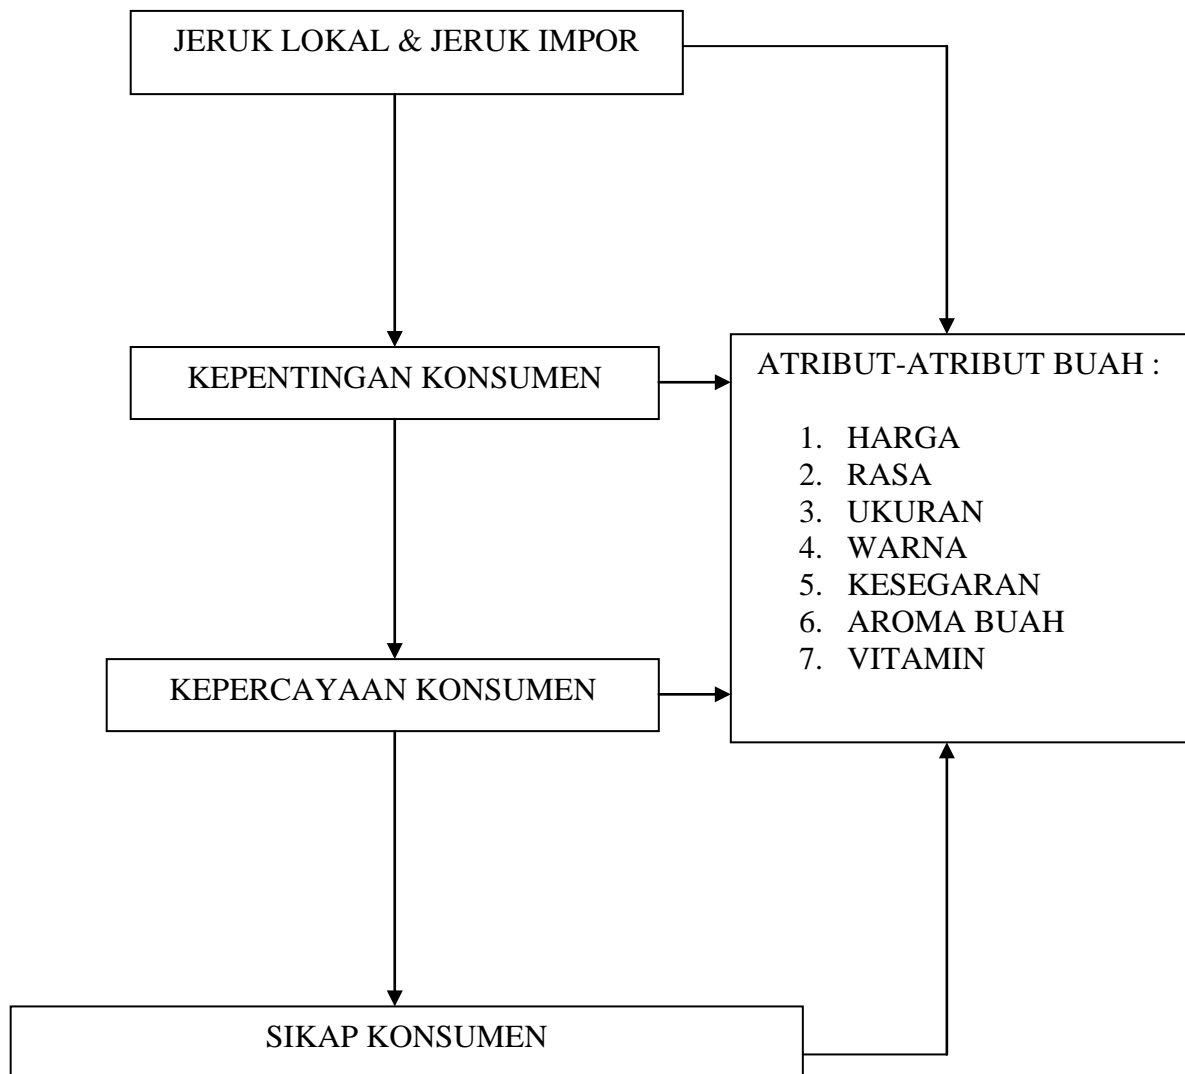 JERUK LOKAL & JERUK IMPOR
KEPENTINGAN KONSUMEN
ATRIBUT-ATRIBUT BUAH :
1. HARGA
2. RASA
3. UKURAN
4. WARNA
5. KESEGARAN
6. AROMA BUAH
7. VITAMIN
KEPERCAYAAN KONSUMEN
SIKAP KONSUMEN